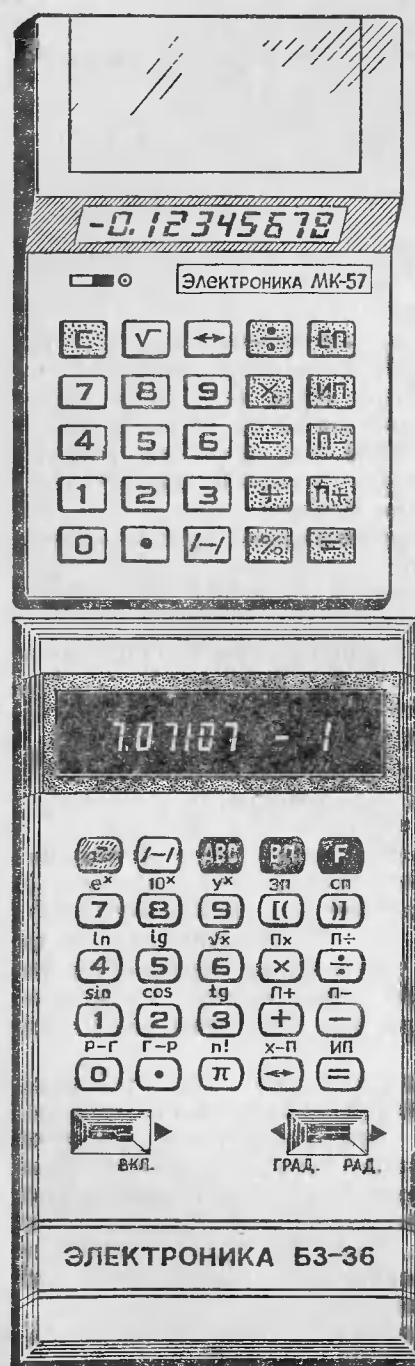 -0.12345678
Электроника МК-57
C √ ↔ ÷ СП
7 8 9 × ИП
4 5 6 − П−
1 2 3 + П+
0 • /−/ % =
7.07107 - 1
/−/ ARC ВП F
eˣ 10ˣ yˣ ЗП СП
7 8 9 [( )]
ln lg √x П× П÷
4 5 6 × ÷
sin cos tg П+ П−
1 2 3 + −
Р-Г Г-Р n! х-П ИП
0 • π ↔ =
ВКЛ. ГРАД. РАД.
ЭЛЕКТРОНИКА Б3-36